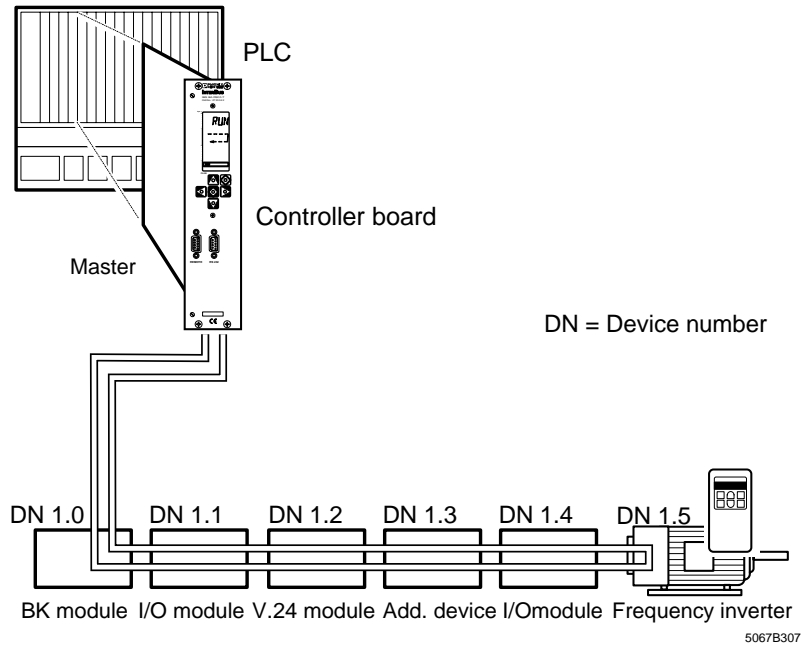 PLC
RUN
Controller board
Master
DN = Device number
DN 1.0 DN 1.1 DN 1.2 DN 1.3 DN 1.4 DN 1.5
BK module I/O module V.24 module Add. device I/Omodule Frequency inverter
5067B307